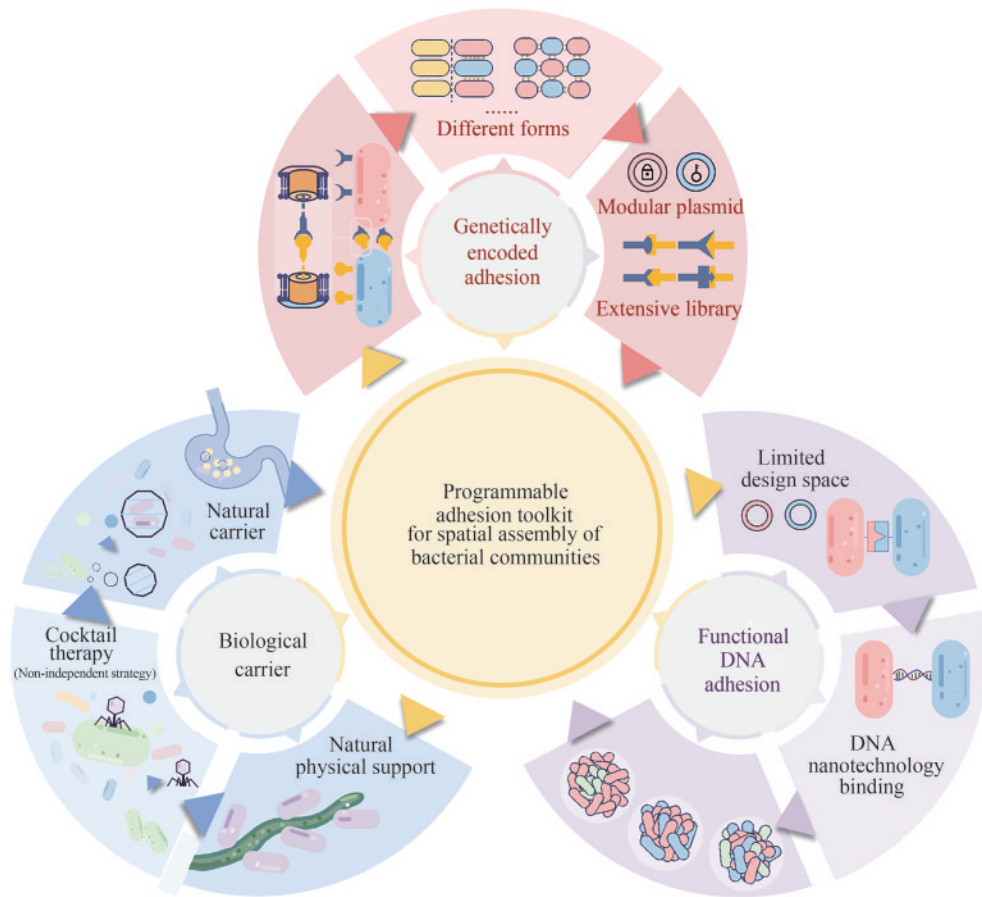 Different forms
Genetically
encoded
adhesion
Modular plasmid
Extensive library
Programmable
adhesion toolkit
for spatial assembly of
bacterial communities
Natural
carrier
Biological
carrier
Cocktail
therapy
(Non-independent strategy)
Natural
physical support
Limited
design space
Functional
DNA
adhesion
DNA
nanotechnology
binding